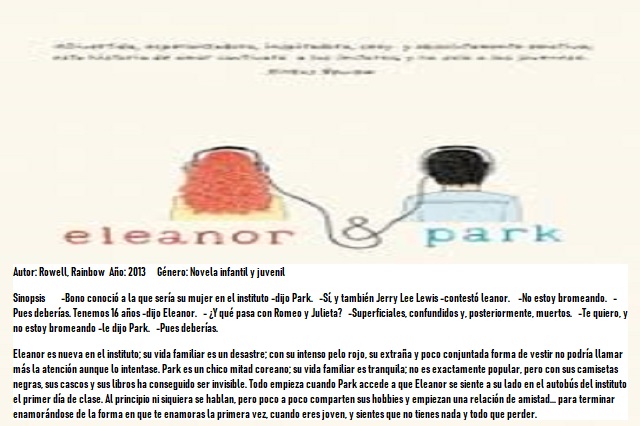 eleanor & park
Autor: Rowell, Rainbow Año: 2013 Género: Novela infantil y juvenil
Sinopsis -Bono conoció a la que sería su mujer en el instituto -dijo Park. -Sí, y también Jerry Lee Lewis -contestó leanor. -No estoy bromeando. -
Pues deberías. Tenemos 16 años -dijo Eleanor. - ¿Y qué pasa con Romeo y Julieta? -Superficiales, confundidos y, posteriormente, muertos. -Te quiero, y
no estoy bromeando -le dijo Park. -Pues deberías.
Eleanor es nueva en el instituto; su vida familiar es un desastre; con su intenso pelo rojo, su extraña y poco conjuntada forma de vestir no podría llamar
más la atención aunque lo intentase. Park es un chico mitad coreano; su vida familiar es tranquila; no es exactamente popular, pero con sus camisetas
negras, sus cascos y sus libros ha conseguido ser invisible. Todo empieza cuando Park accede a que Eleanor se siente a su lado en el autobús del instituto
el primer día de clase. Al principio ni siquiera se hablan, pero poco a poco comparten sus hobbies y empiezan una relación de amistad... para terminar
enamorándose de la forma en que te enamoras la primera vez, cuando eres joven, y sientes que no tienes nada y todo que perder.